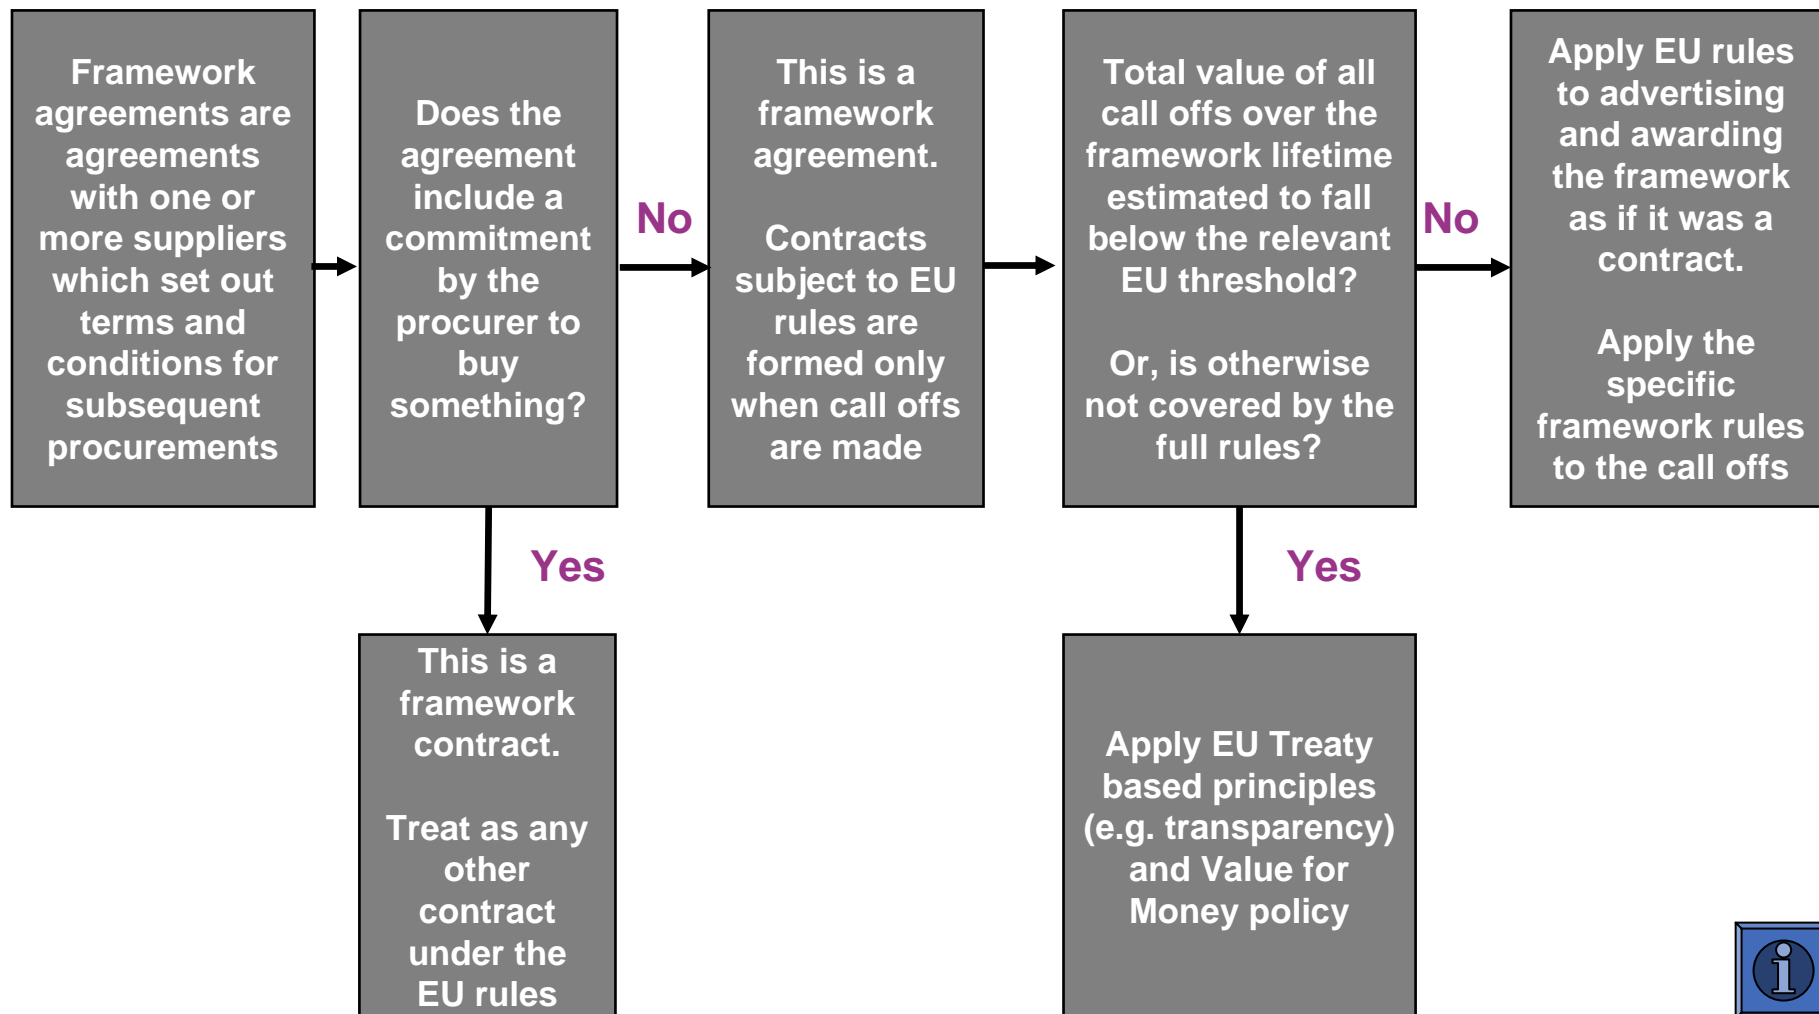 Framework
agreements are
agreements
with one or
more suppliers
which set out
terms and
conditions for
subsequent
procurements
Does the
agreement
include a
commitment
by the
procurer to
buy
something?
No
This is a
framework
agreement.
Contracts
subject to EU
rules are
formed only
when call offs
are made
Total value of all
call offs over the
framework lifetime
estimated to fall
below the relevant
EU threshold?
Or, is otherwise
not covered by the
full rules?
No
Apply EU rules
to advertising
and awarding
the framework
as if it was a
contract.
Apply the
specific
framework rules
to the call offs
Yes
Yes
This is a
framework
contract.
Treat as any
other
contract
under the
EU rules
Apply EU Treaty
based principles
(e.g. transparency)
and Value for
Money policy